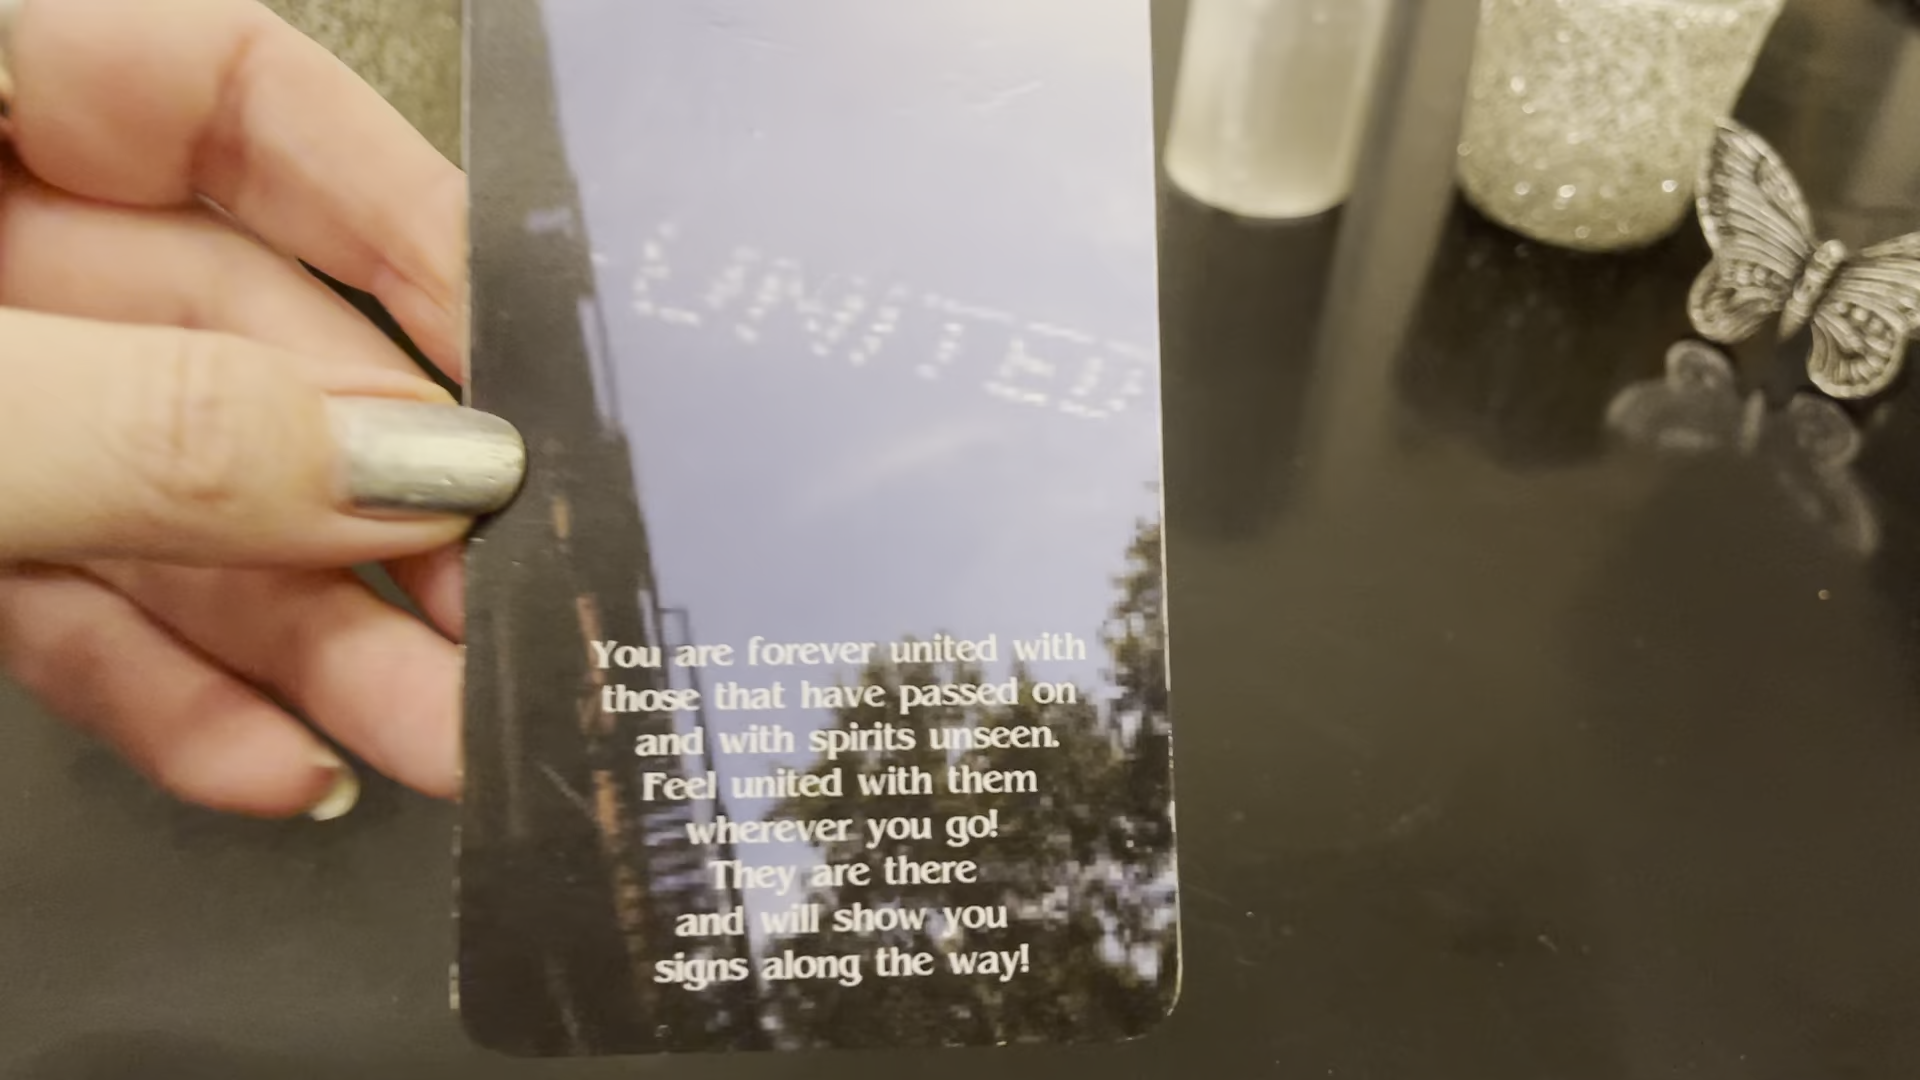 UNITED
You are forever united with
those that have passed on
and with spirits unseen.
Feel united with them
wherever you go!
They are there
and will show you
signs along the way!